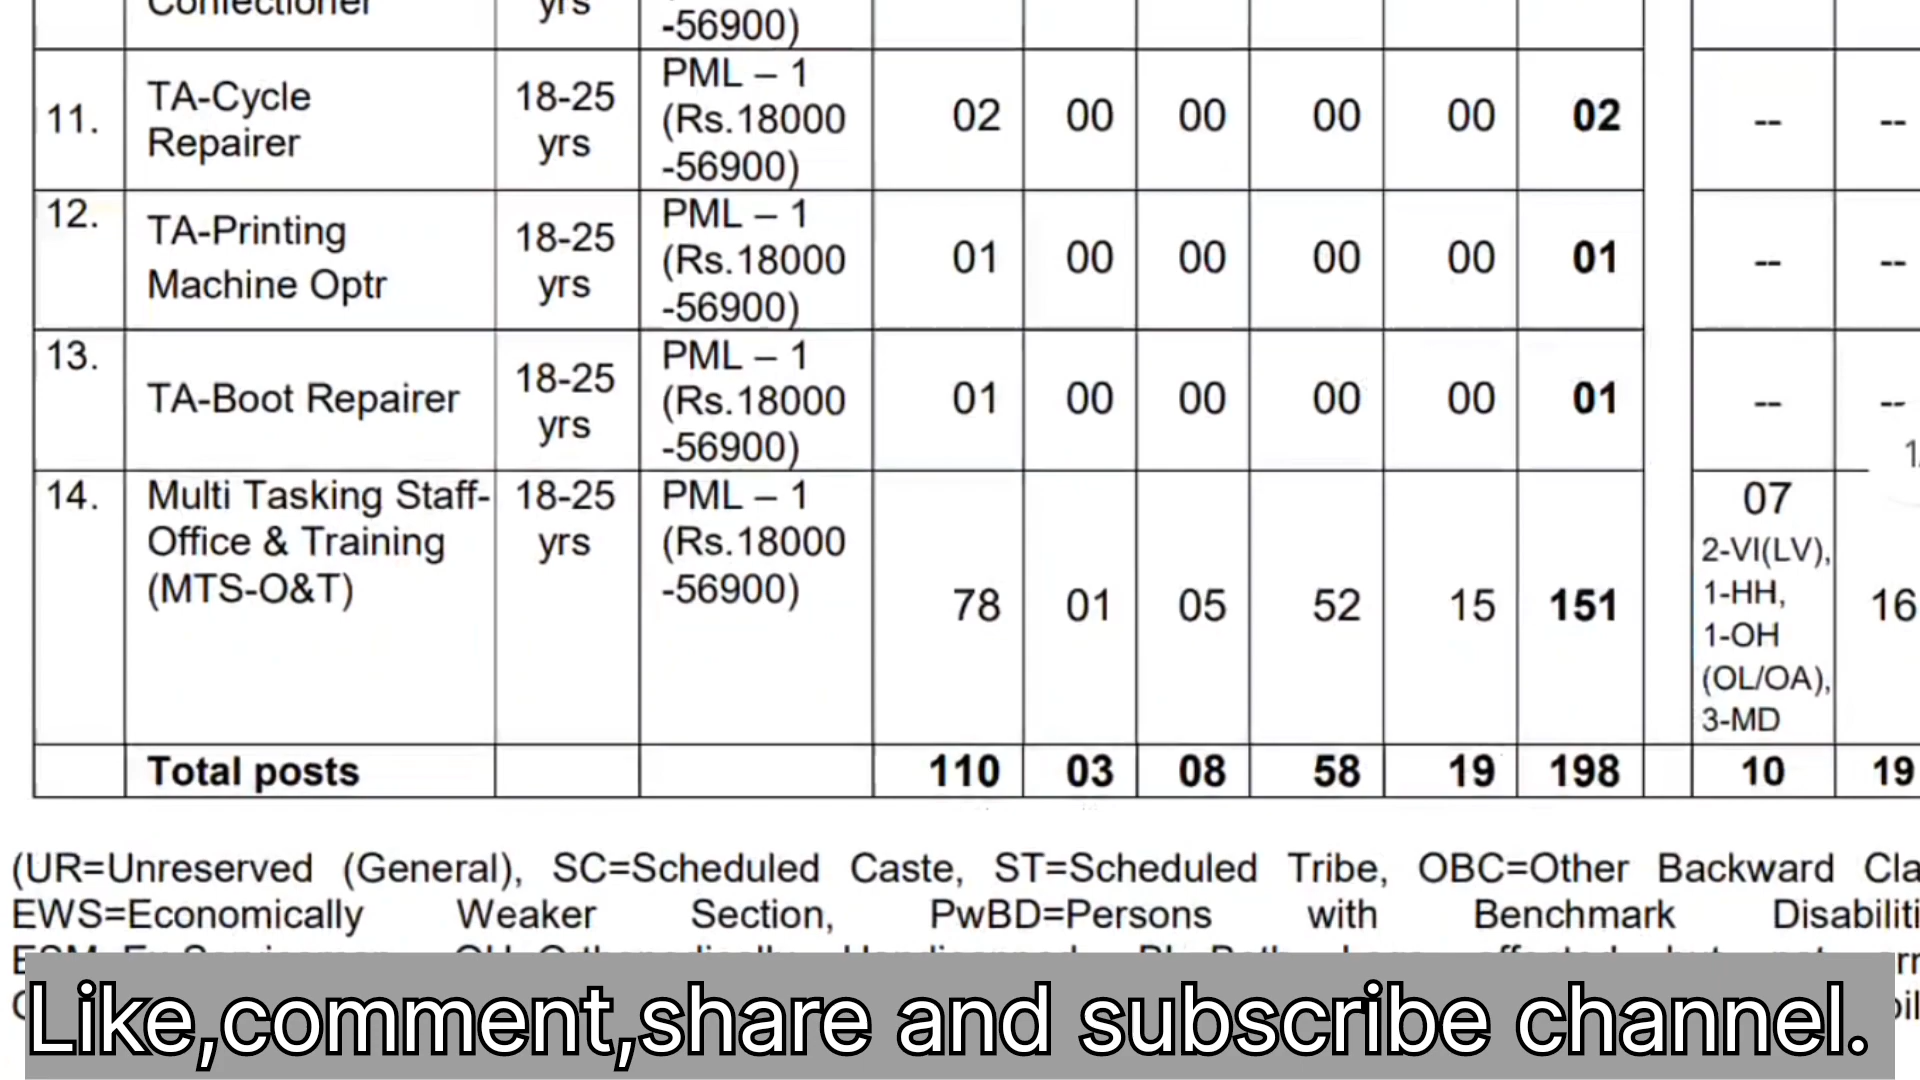 Confectioner yrs -56900)
11. TA-Cycle Repairer 18-25 yrs PML – 1 (Rs.18000 -56900) 02 00 00 00 00 02 -- --
12. TA-Printing Machine Optr 18-25 yrs PML – 1 (Rs.18000 -56900) 01 00 00 00 00 01 -- --
13. TA-Boot Repairer 18-25 yrs PML – 1 (Rs.18000 -56900) 01 00 00 00 00 01 -- --
14. Multi Tasking Staff- Office & Training (MTS-O&T) 18-25 yrs PML – 1 (Rs.18000 -56900) 78 01 05 52 15 151 07 2-VI(LV), 1-HH, 1-OH (OL/OA), 3-MD 16
Total posts 110 03 08 58 19 198 10 19
(UR=Unreserved (General), SC=Scheduled Caste, ST=Scheduled Tribe, OBC=Other Backward Cla
EWS=Economically Weaker Section, PwBD=Persons with Benchmark Disabiliti
Like,comment,share and subscribe channel.